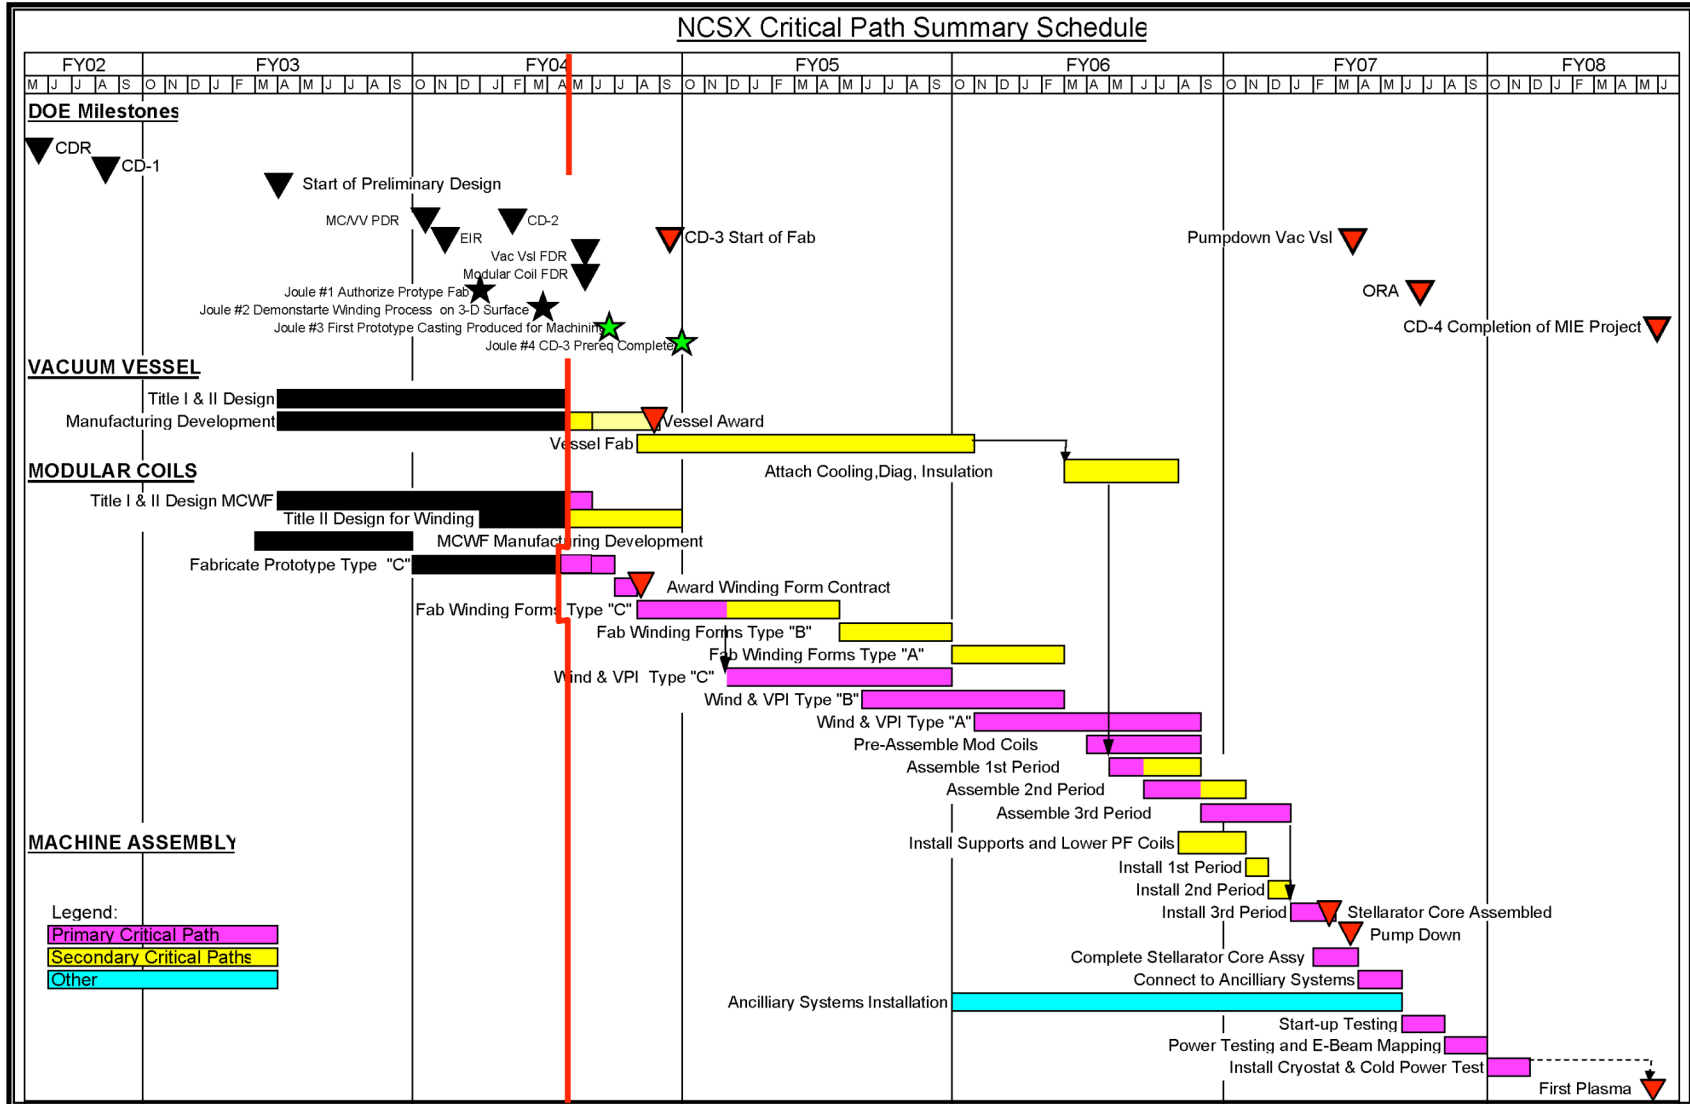 NCSX Critical Path Summary Schedule
FY02 FY03 FY04 FY05 FY06 FY07 FY08
M J J A S O N D J F M A M J J A S O N D J F M A M J J A S O N D J F M A M J J A S O N D J F M A M J J A S O N D J F M A M J J A S O N D J F M A M J
DOE Milestones
CDR
CD-1
Start of Preliminary Design
MC/VV PDR
CD-2
EIR
CD-3 Start of Fab
Pumpdown Vac Vsl
Vac Vsl FDR
Modular Coil FDR
Joule #1 Authorize Protype Fab
ORA
Joule #2 Demonstarte Winding Process on 3-D Surface
Joule #3 First Prototype Casting Produced for Machining
CD-4 Completion of MIE Project
Joule #4 CD-3 Prereq Complete
VACUUM VESSEL
Title I & II Design
Manufacturing Development
Vessel Award
Vessel Fab
MODULAR COILS
Attach Cooling,Diag, Insulation
Title I & II Design MCWF
Title II Design for Winding
MCWF Manufacturing Development
Fabricate Prototype Type "C"
Award Winding Form Contract
Fab Winding Forms Type "C"
Fab Winding Forms Type "B"
Fab Winding Forms Type "A"
Wind & VPI Type "C"
Wind & VPI Type "B"
Wind & VPI Type "A"
Pre-Assemble Mod Coils
Assemble 1st Period
Assemble 2nd Period
Assemble 3rd Period
MACHINE ASSEMBLY
Install Supports and Lower PF Coils
Install 1st Period
Install 2nd Period
Legend:
Install 3rd Period
Stellarator Core Assembled
Primary Critical Path
Pump Down
Secondary Critical Paths
Complete Stellarator Core Assy
Other
Connect to Ancilliary Systems
Ancilliary Systems Installation
Start-up Testing
Power Testing and E-Beam Mapping
Install Cryostat & Cold Power Test
First Plasma